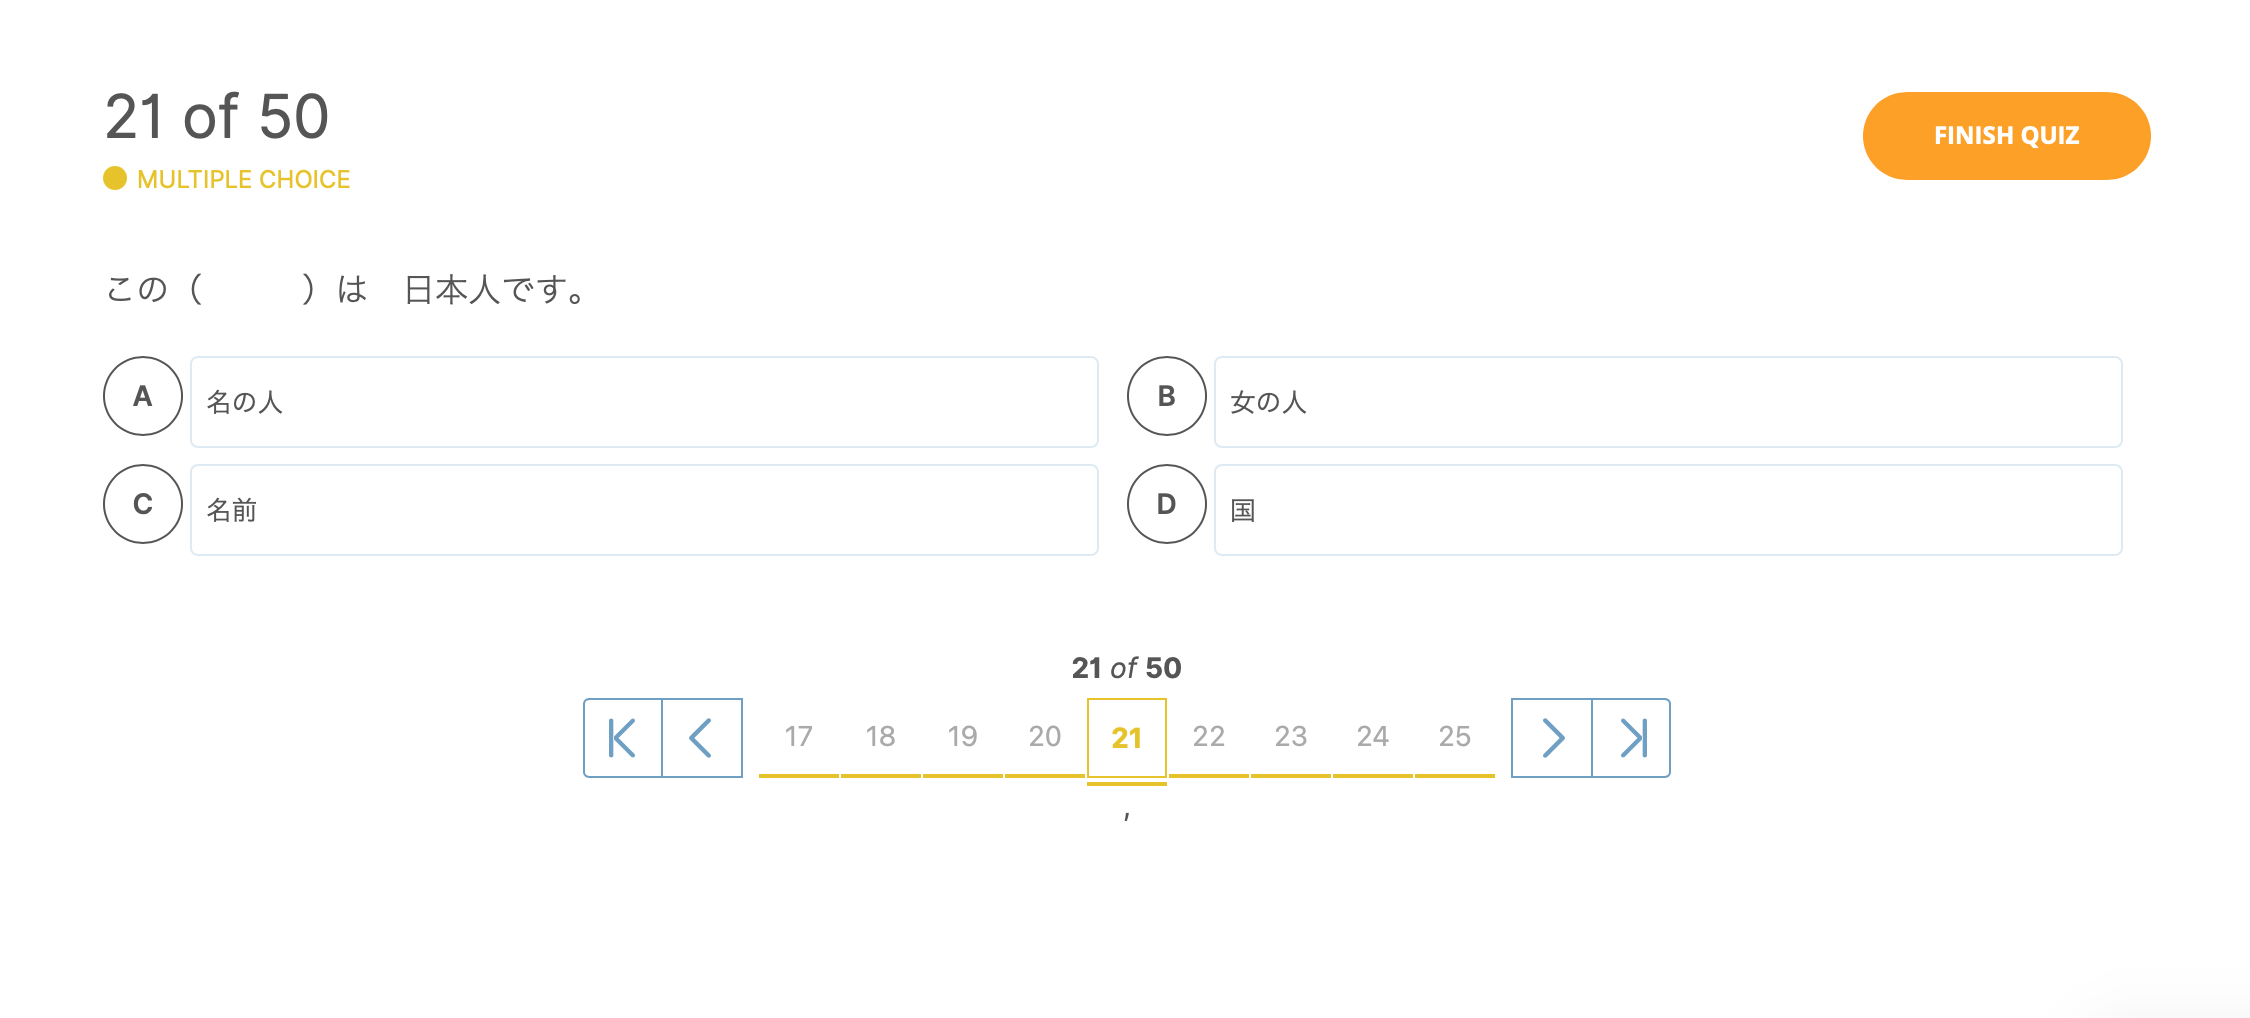 21 of 50
FINISH QUIZ
MULTIPLE CHOICE
この（　　　）は　日本人です。
A 名の人
B 女の人
C 名前
D 国
21 of 50
17 18 19 20 21 22 23 24 25
,